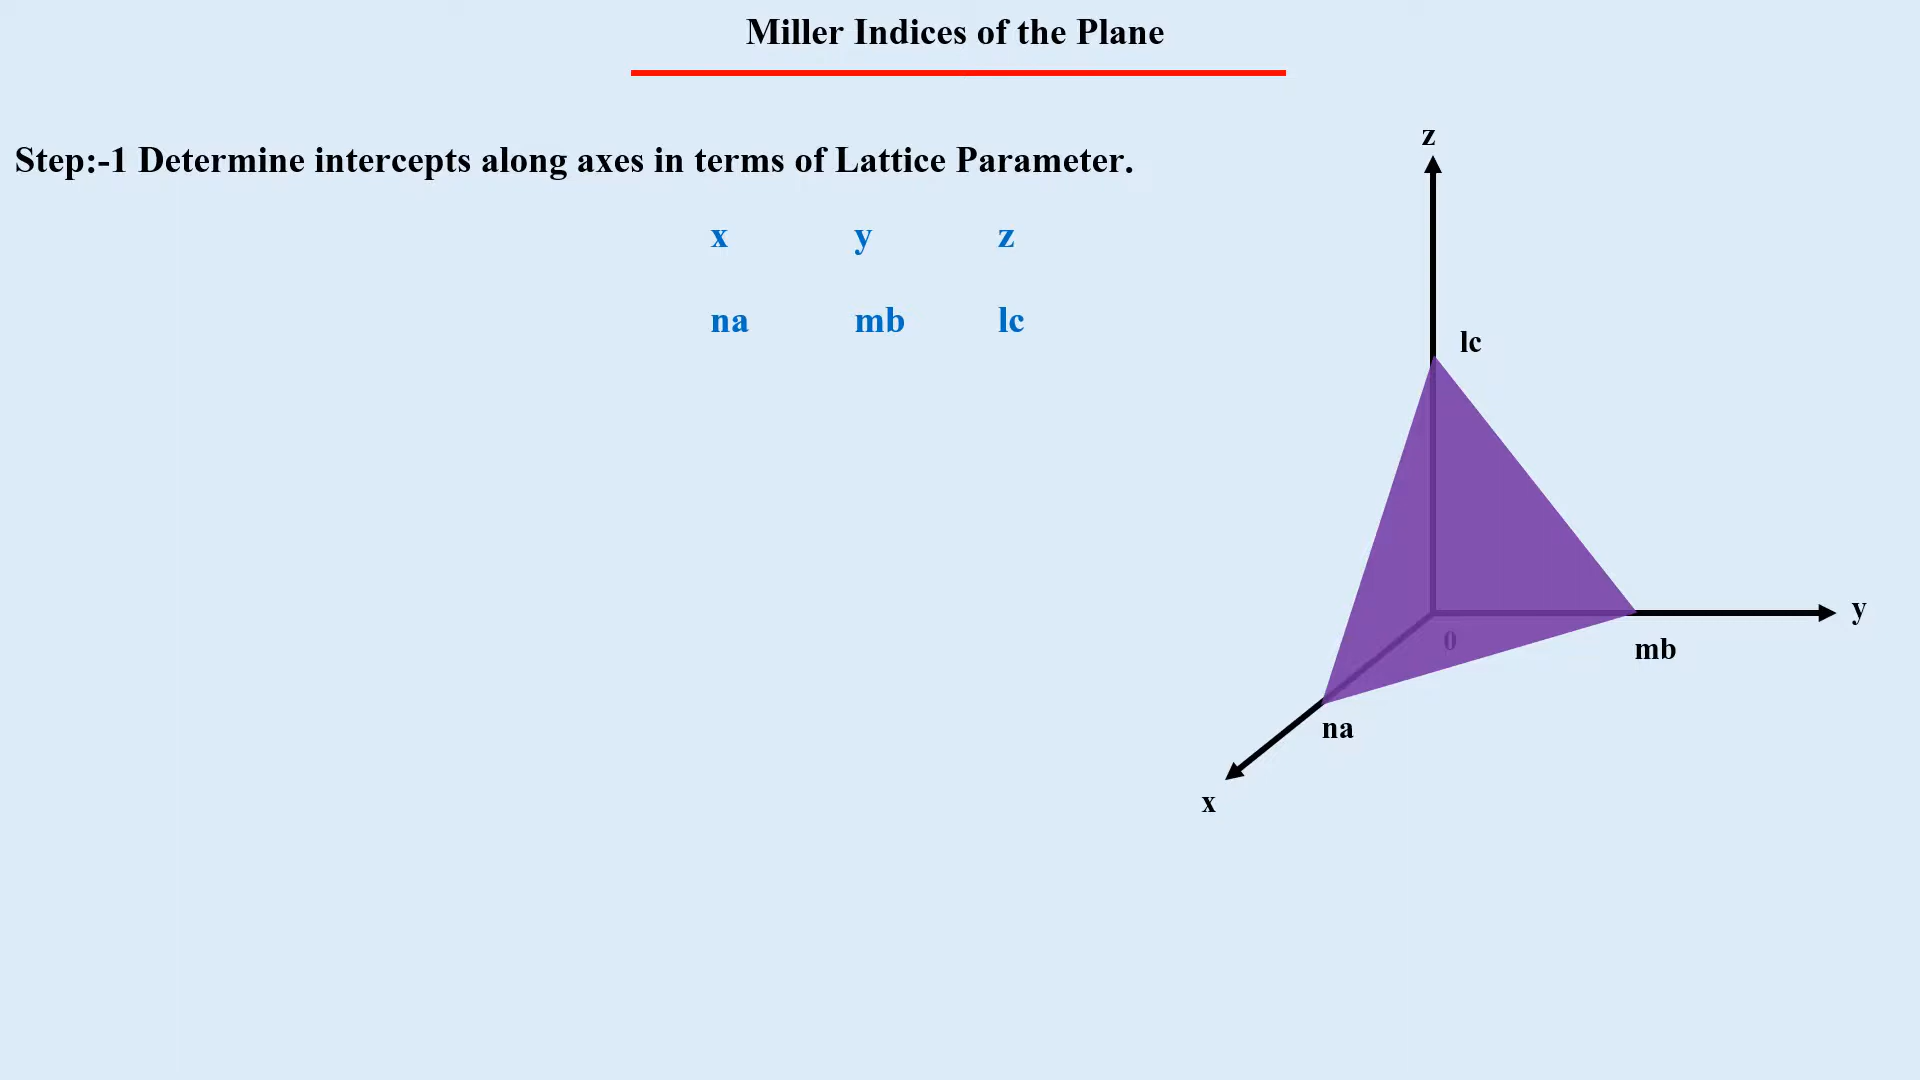 Miller Indices of the Plane
Step:-1 Determine intercepts along axes in terms of Lattice Parameter.
x y z
na mb lc
z
lc
y
0
mb
na
x